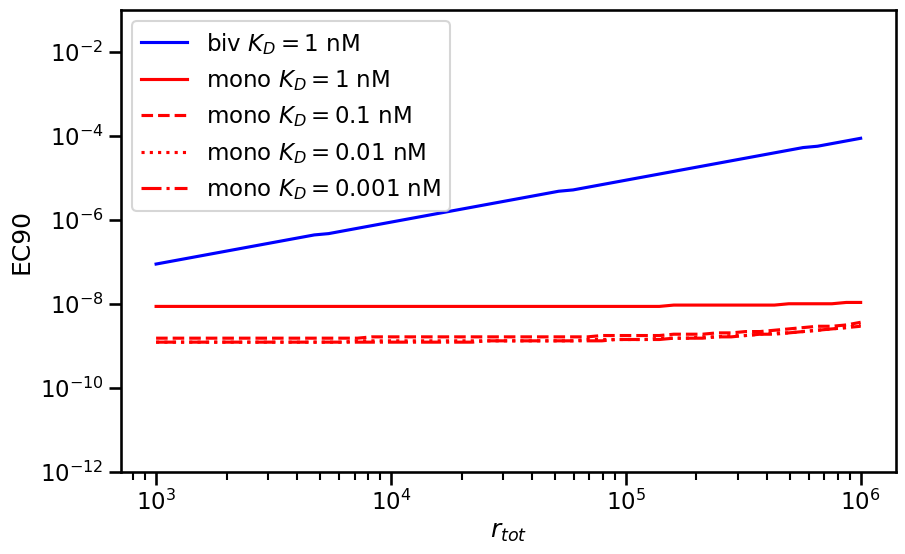 biv K_D = 1 nM
mono K_D = 1 nM
mono K_D = 0.1 nM
mono K_D = 0.01 nM
mono K_D = 0.001 nM
10^-2
10^-4
10^-6
10^-8
10^-10
10^-12
EC90
10^3 10^4 10^5 10^6
r_tot